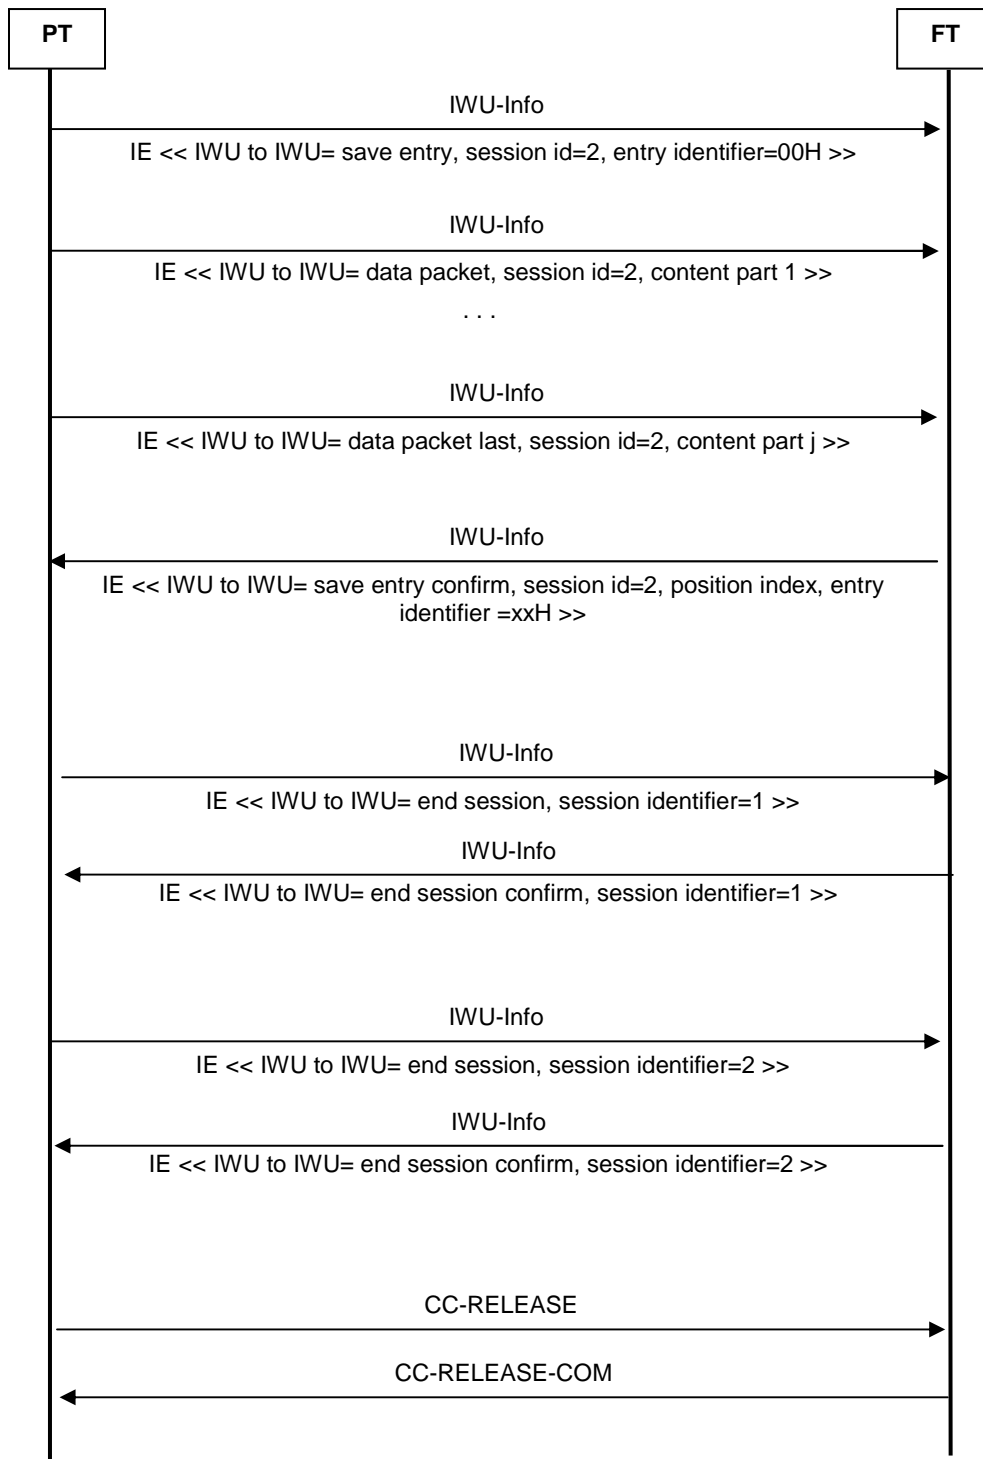 PT
FT
IWU-Info
IE << IWU to IWU= save entry, session id=2, entry identifier=00H >>
IWU-Info
IE << IWU to IWU= data packet, session id=2, content part 1 >>
. . .
IWU-Info
IE << IWU to IWU= data packet last, session id=2, content part j >>
IWU-Info
IE << IWU to IWU= save entry confirm, session id=2, position index, entry
identifier =xxH >>
IWU-Info
IE << IWU to IWU= end session, session identifier=1 >>
IWU-Info
IE << IWU to IWU= end session confirm, session identifier=1 >>
IWU-Info
IE << IWU to IWU= end session, session identifier=2 >>
IWU-Info
IE << IWU to IWU= end session confirm, session identifier=2 >>
CC-RELEASE
CC-RELEASE-COM